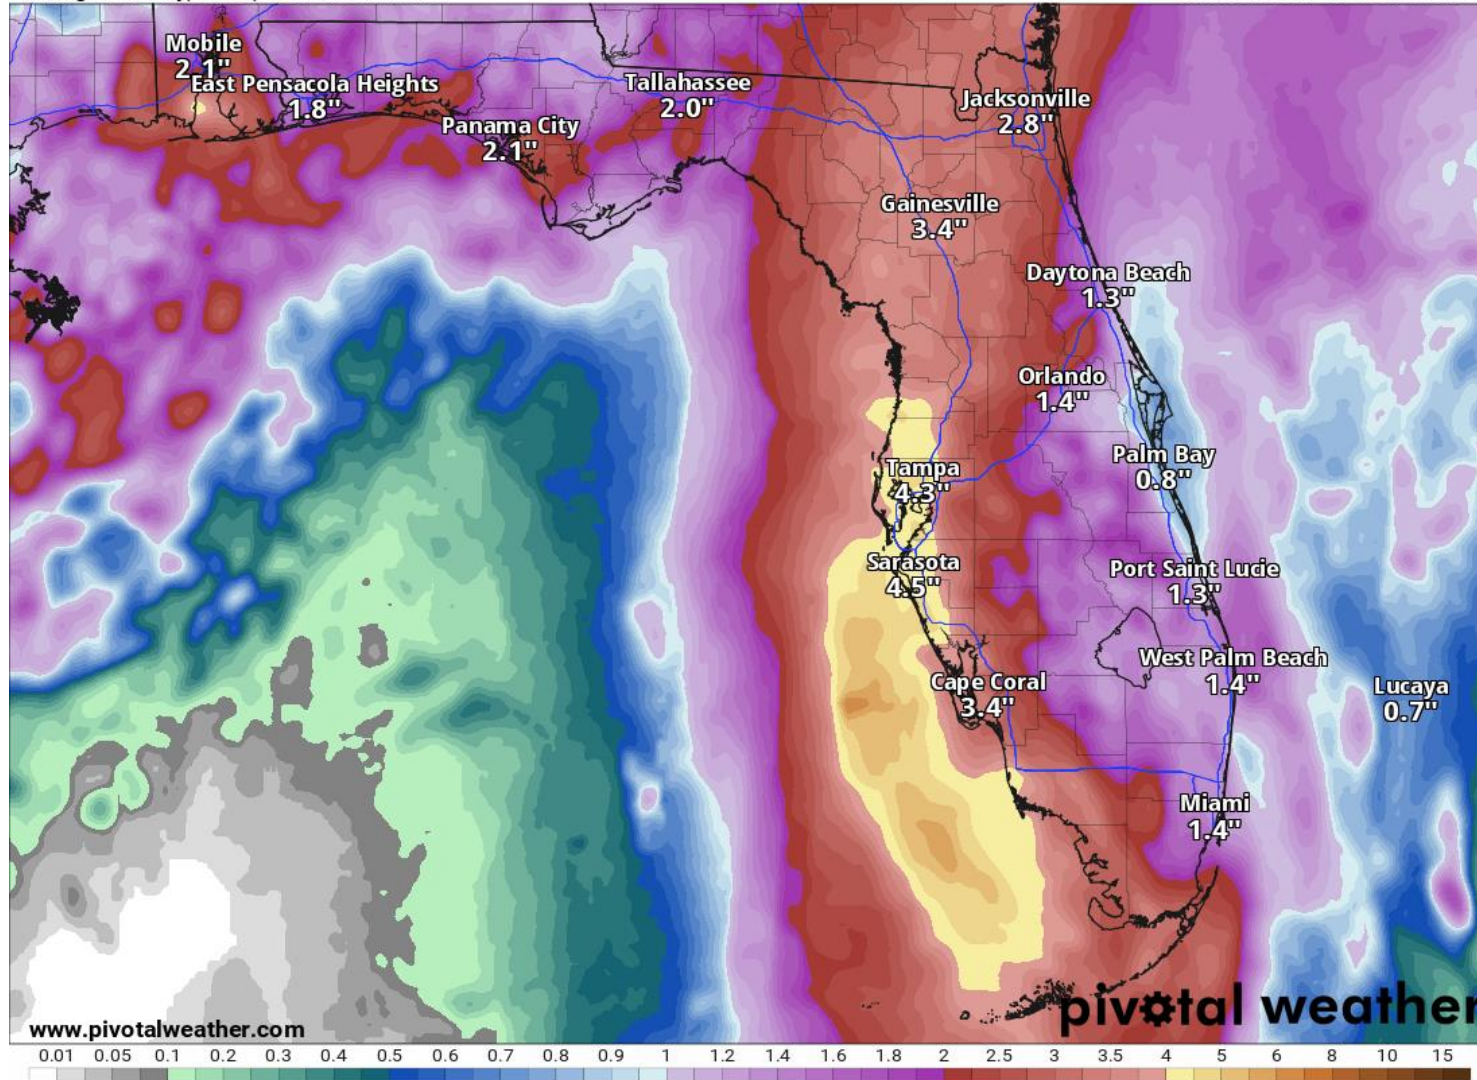 Mobile
2.1"
East Pensacola Heights
1.8"
Tallahassee
2.0"
Panama City
2.1"
Jacksonville
2.8"
Gainesville
3.4"
Daytona Beach
1.3"
Orlando
1.4"
Tampa
4.3"
Palm Bay
0.8"
Sarasota
4.5"
Port Saint Lucie
1.3"
West Palm Beach
1.4"
Cape Coral
3.4"
Lucaya
0.7"
Miami
1.4"
pivotal weather
www.pivotalweather.com
0.01 0.05 0.1 0.2 0.3 0.4 0.5 0.6 0.7 0.8 0.9 1 1.2 1.4 1.6 1.8 2 2.5 3 3.5 4 5 6 8 10 15